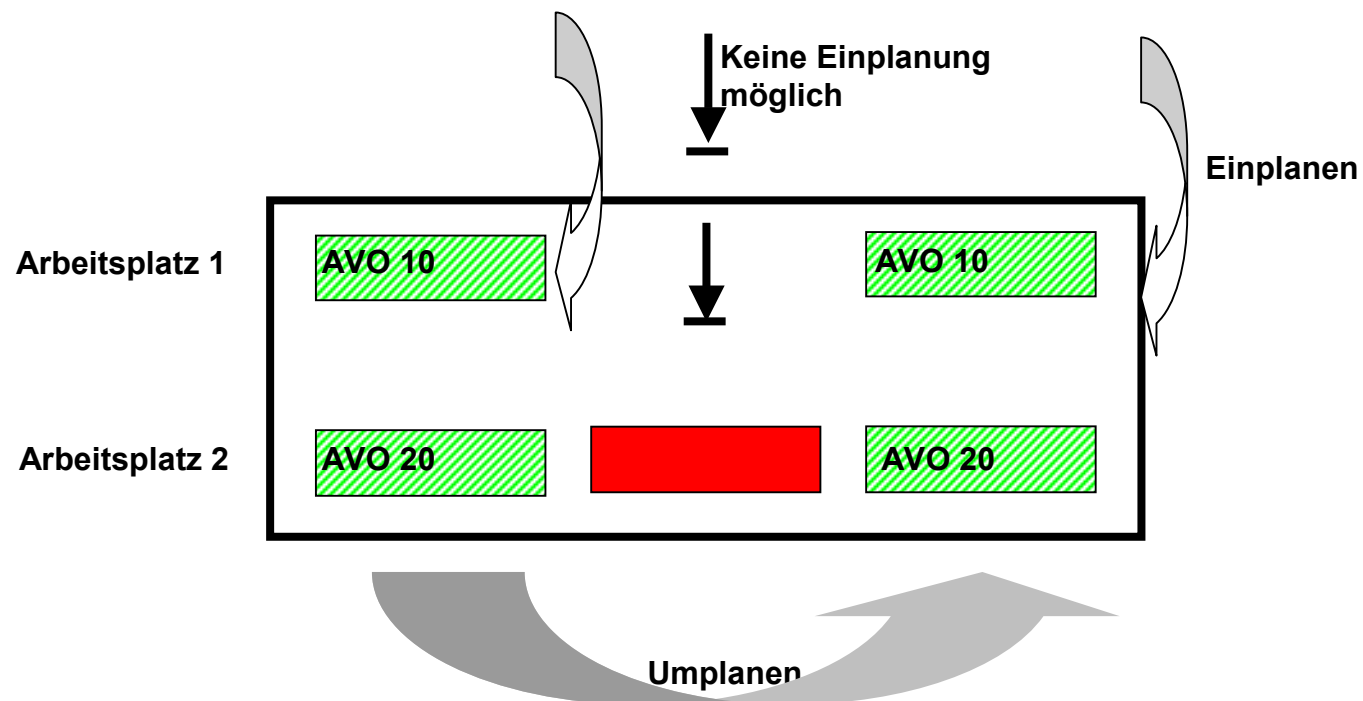 Keine Einplanung
möglich
Einplanen
Arbeitsplatz 1
AVO 10
AVO 10
Arbeitsplatz 2
AVO 20
AVO 20
Umplanen